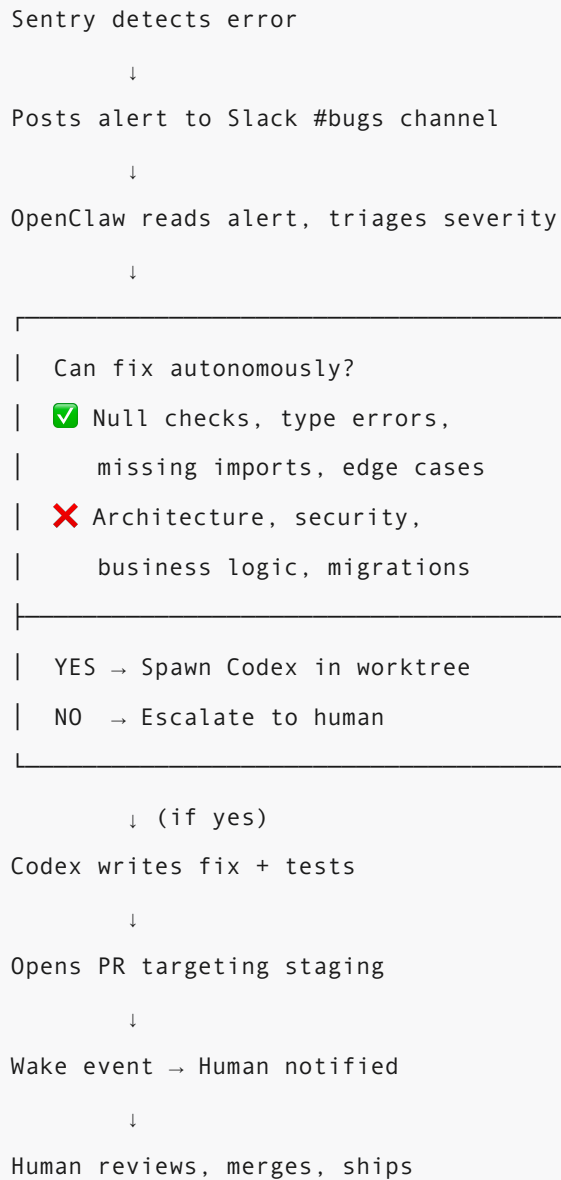 Sentry detects error
↓
Posts alert to Slack #bugs channel
↓
OpenClaw reads alert, triages severity
↓
Can fix autonomously?
✅ Null checks, type errors,
missing imports, edge cases
❌ Architecture, security,
business logic, migrations
YES → Spawn Codex in worktree
NO → Escalate to human
↓ (if yes)
Codex writes fix + tests
↓
Opens PR targeting staging
↓
Wake event → Human notified
↓
Human reviews, merges, ships